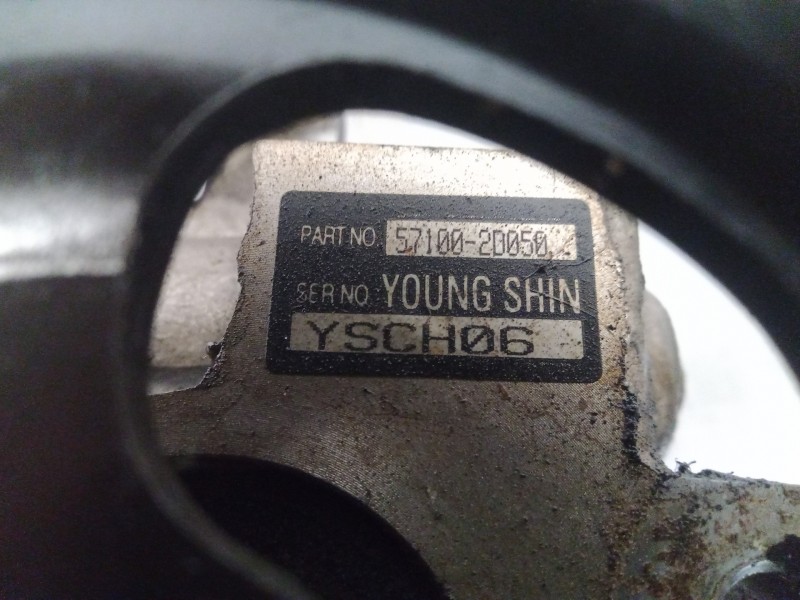 PART NO. 57100-2D050
SER NO. YOUNG SHIN
YSCH06